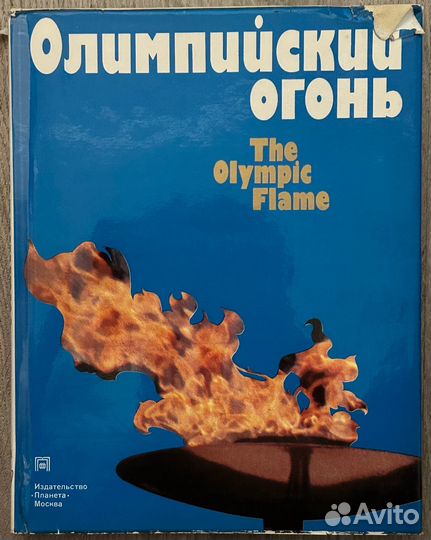 Олимпийский
огонь
The
Olympic
Flame
Издательство
·Планета·
Москва
Avito